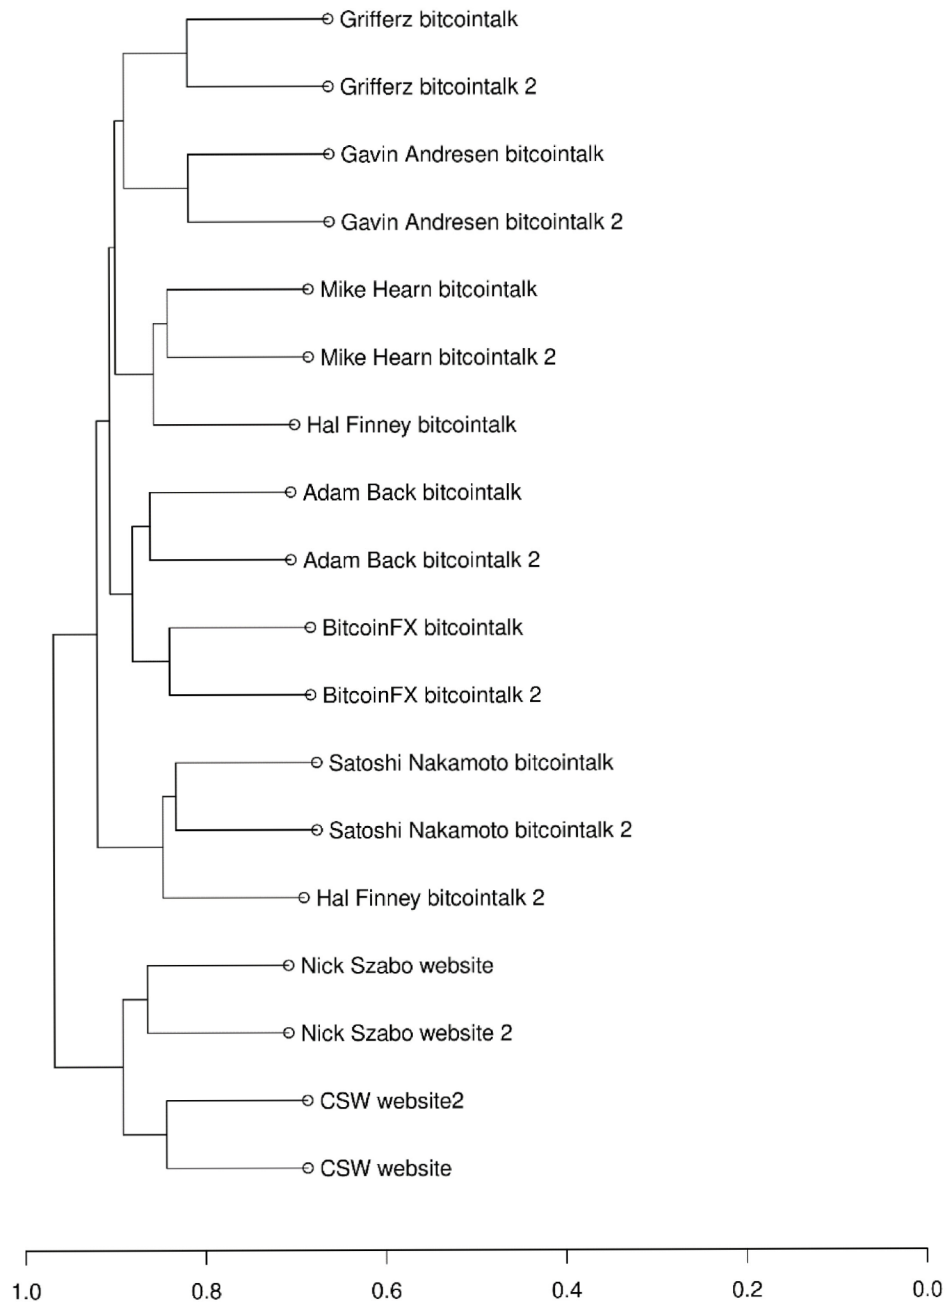 Grifferz bitcointalk
Grifferz bitcointalk 2
Gavin Andresen bitcointalk
Gavin Andresen bitcointalk 2
Mike Hearn bitcointalk
Mike Hearn bitcointalk 2
Hal Finney bitcointalk
Adam Back bitcointalk
Adam Back bitcointalk 2
BitcoinFX bitcointalk
BitcoinFX bitcointalk 2
Satoshi Nakamoto bitcointalk
Satoshi Nakamoto bitcointalk 2
Hal Finney bitcointalk 2
Nick Szabo website
Nick Szabo website 2
CSW website2
CSW website
1.0 0.8 0.6 0.4 0.2 0.0